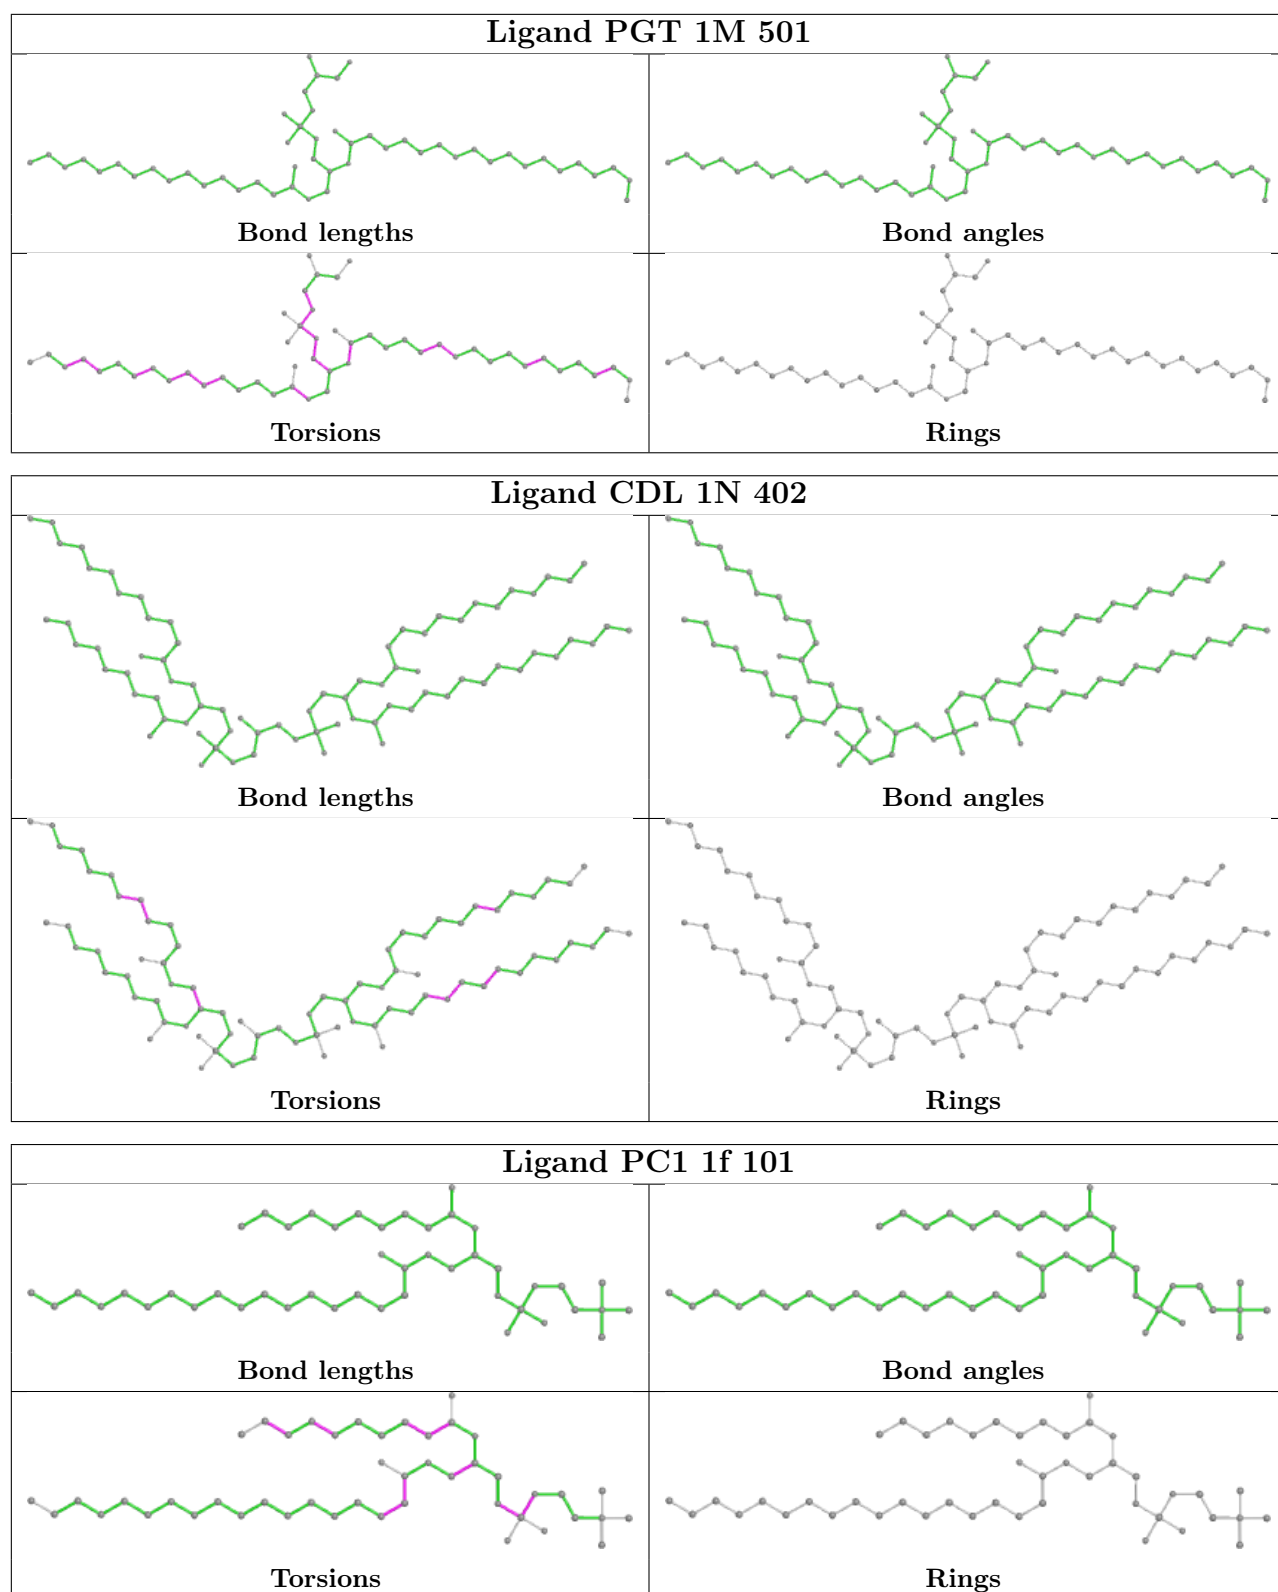 Ligand PGT 1M 501
Bond lengths
Bond angles
Torsions
Rings
Ligand CDL 1N 402
Bond lengths
Bond angles
Torsions
Rings
Ligand PC1 1f 101
Bond lengths
Bond angles
Torsions
Rings